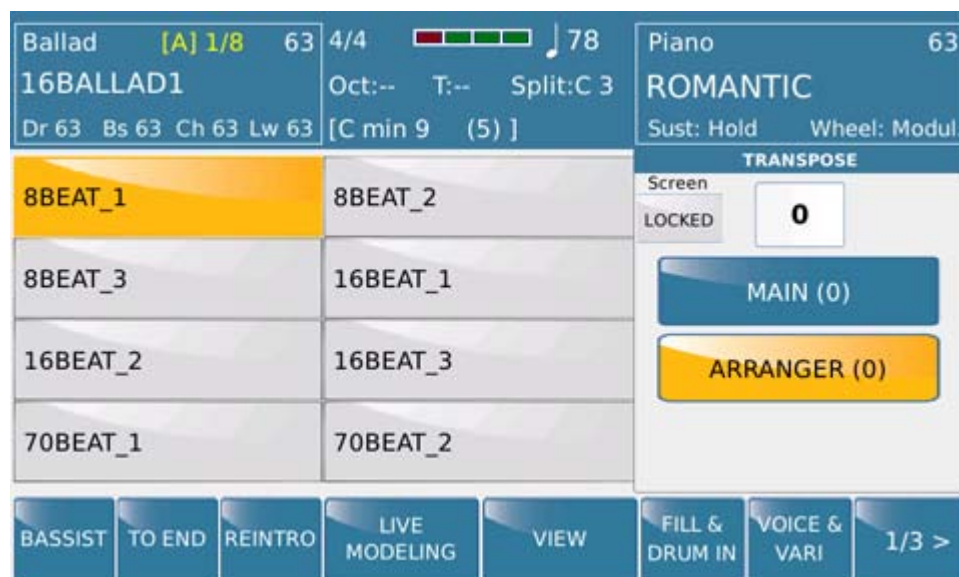 Ballad [A] 1/8 63
16BALLAD1
Dr 63 Bs 63 Ch 63 Lw 63
4/4 78
Oct:-- T:-- Split:C 3
[C min 9 (5) ]
Piano 63
ROMANTIC
Sust: Hold Wheel: Modul.
8BEAT_1 8BEAT_2
8BEAT_3 16BEAT_1
16BEAT_2 16BEAT_3
70BEAT_1 70BEAT_2
TRANSPOSE
Screen
LOCKED 0
MAIN (0)
ARRANGER (0)
BASSIST
TO END
REINTRO
LIVE
MODELING
VIEW
FILL &
DRUM IN
VOICE &
VARI
1/3 >